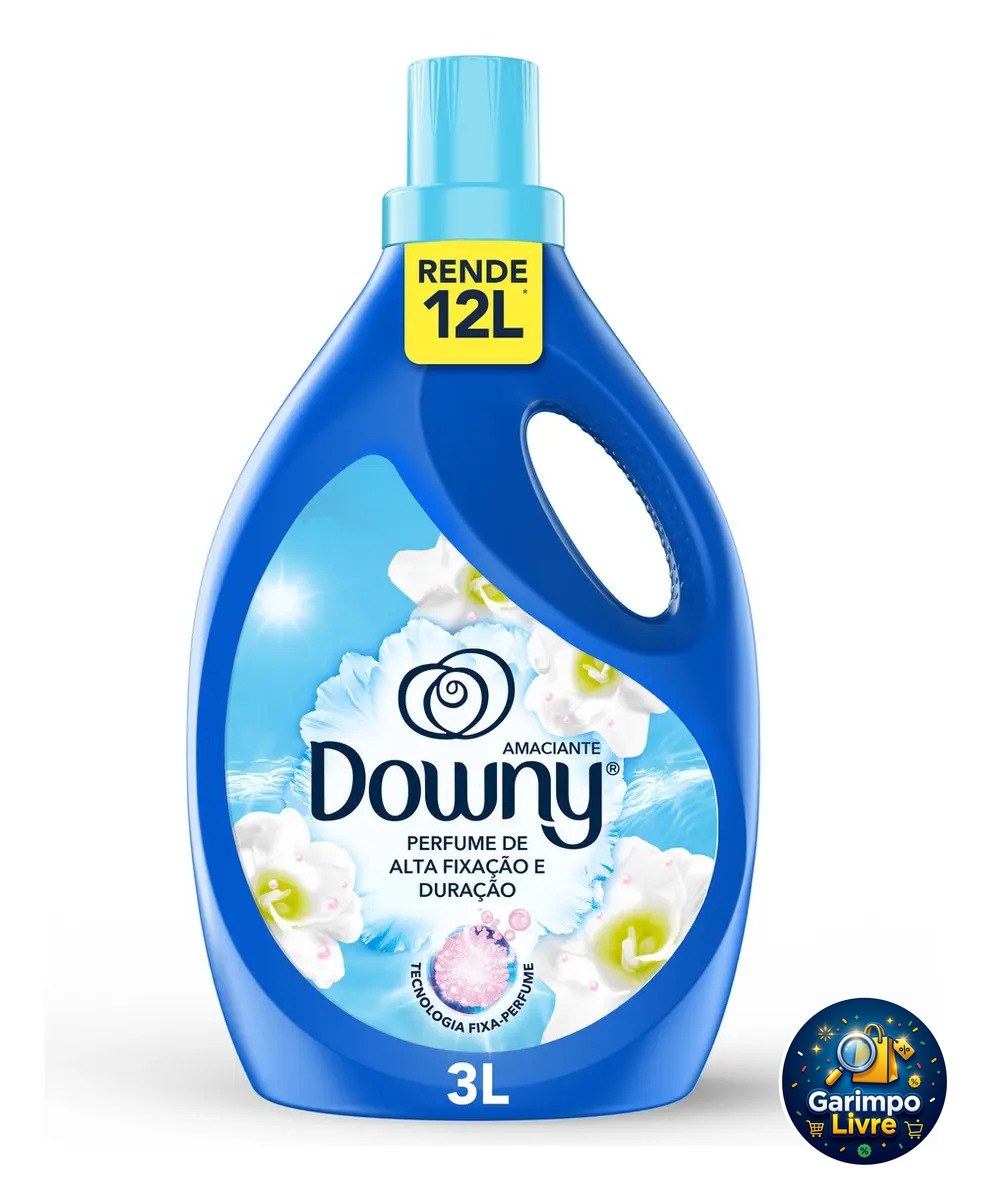 RENDE
12L*
AMACIANTE
Downy®
PERFUME DE
ALTA FIXAÇÃO E
DURAÇÃO
TECNOLOGIA FIXA-PERFUME
3L
%
%
Garimpo
Livre
%